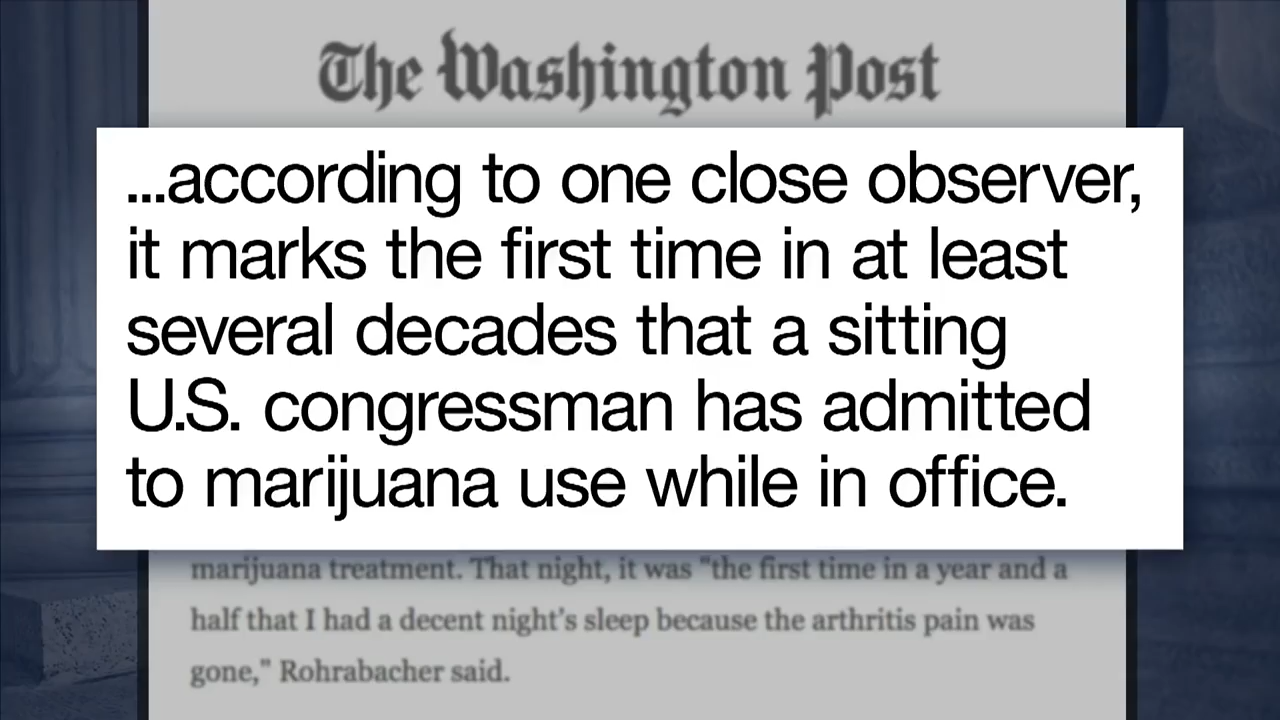 The Washington Post
...according to one close observer,
it marks the first time in at least
several decades that a sitting
U.S. congressman has admitted
to marijuana use while in office.
marijuana treatment. That night, it was "the first time in a year and a
half that I had a decent night's sleep because the arthritis pain was
gone," Rohrabacher said.